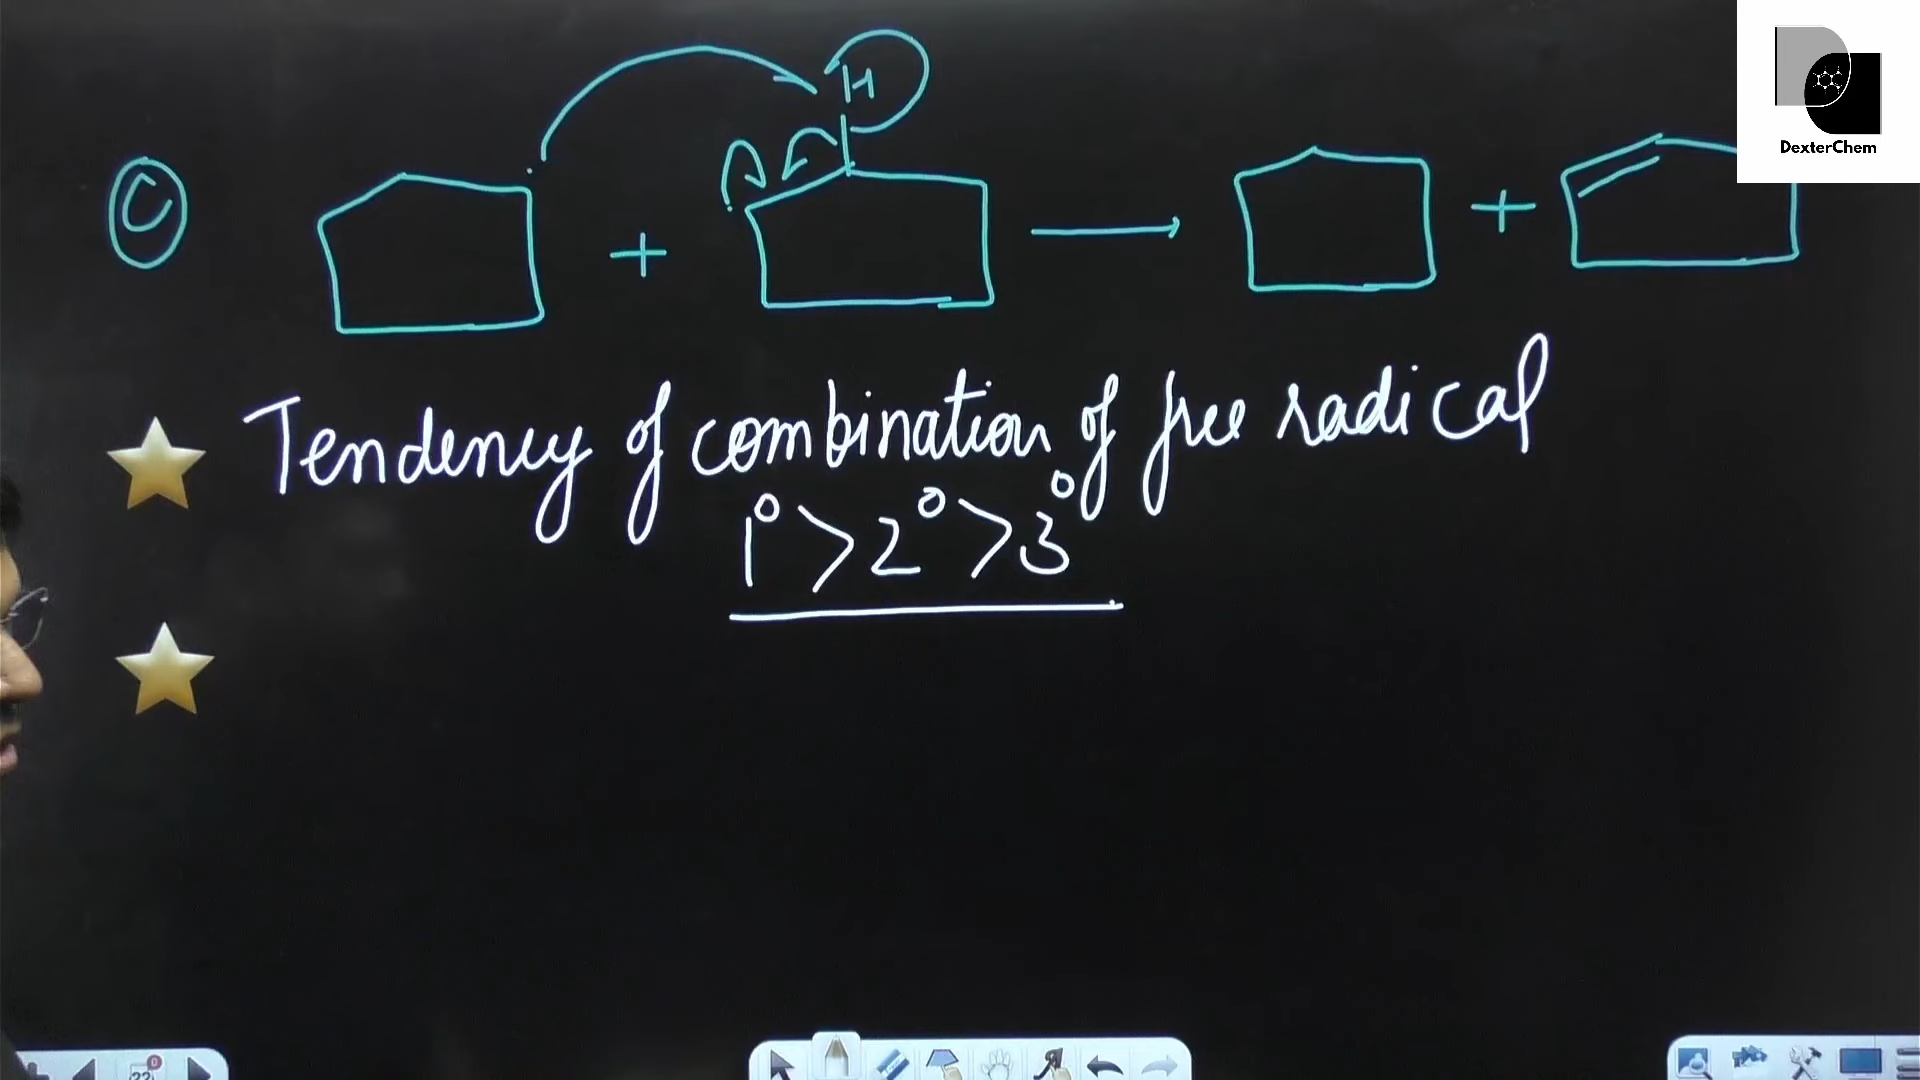 H
C
+
+
DexterChem
Tendency of combination of free radical
1° > 2° > 3°